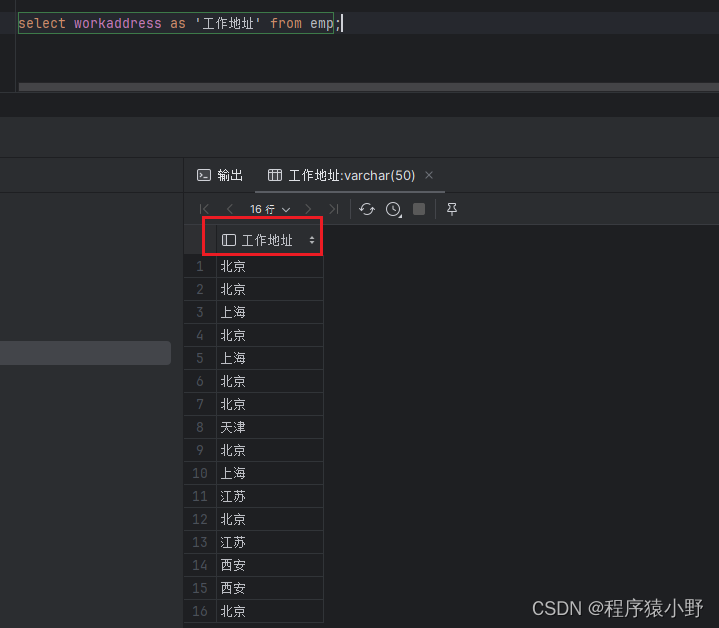 select workaddress as '工作地址' from emp;
输出 工作地址:varchar(50)
16 行
工作地址
1 北京
2 北京
3 上海
4 北京
5 上海
6 北京
7 北京
8 天津
9 北京
10 上海
11 江苏
12 北京
13 江苏
14 西安
15 西安
16 北京
CSDN @程序猿小野